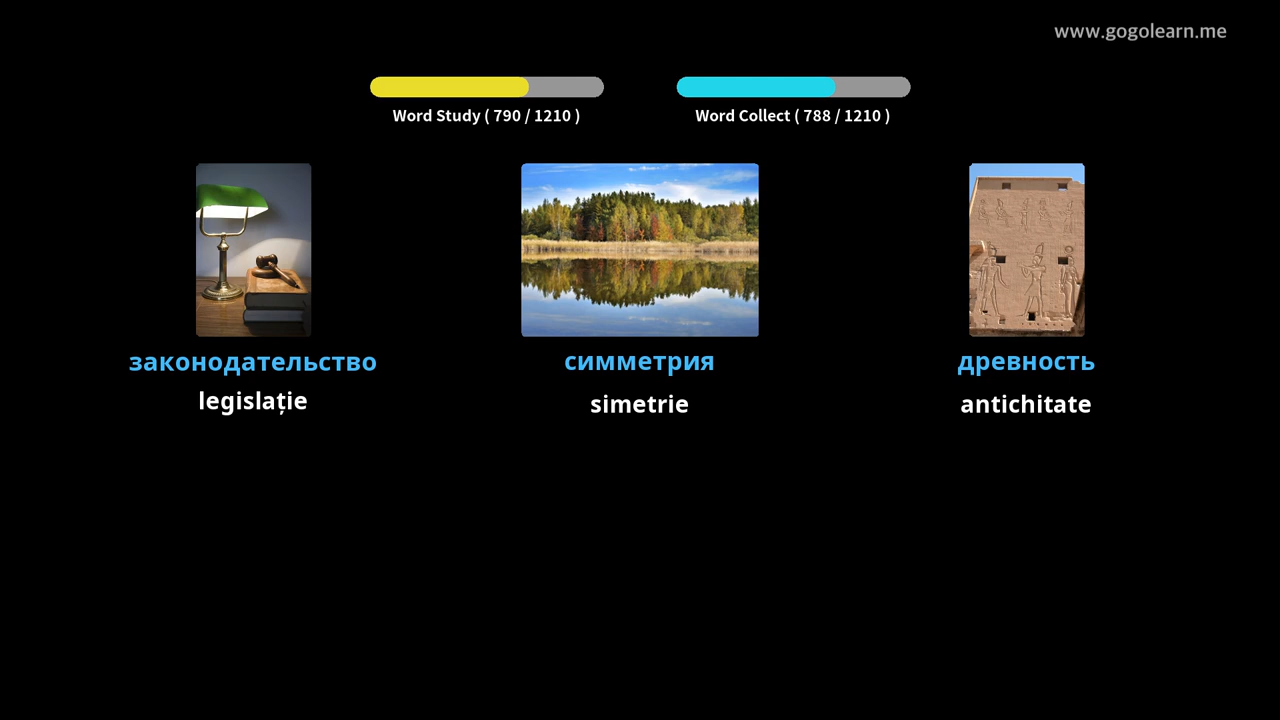 www.gogolearn.me
Word Study ( 790 / 1210 )
Word Collect ( 788 / 1210 )
законодательство
legislație
симметрия
simetrie
древность
antichitate